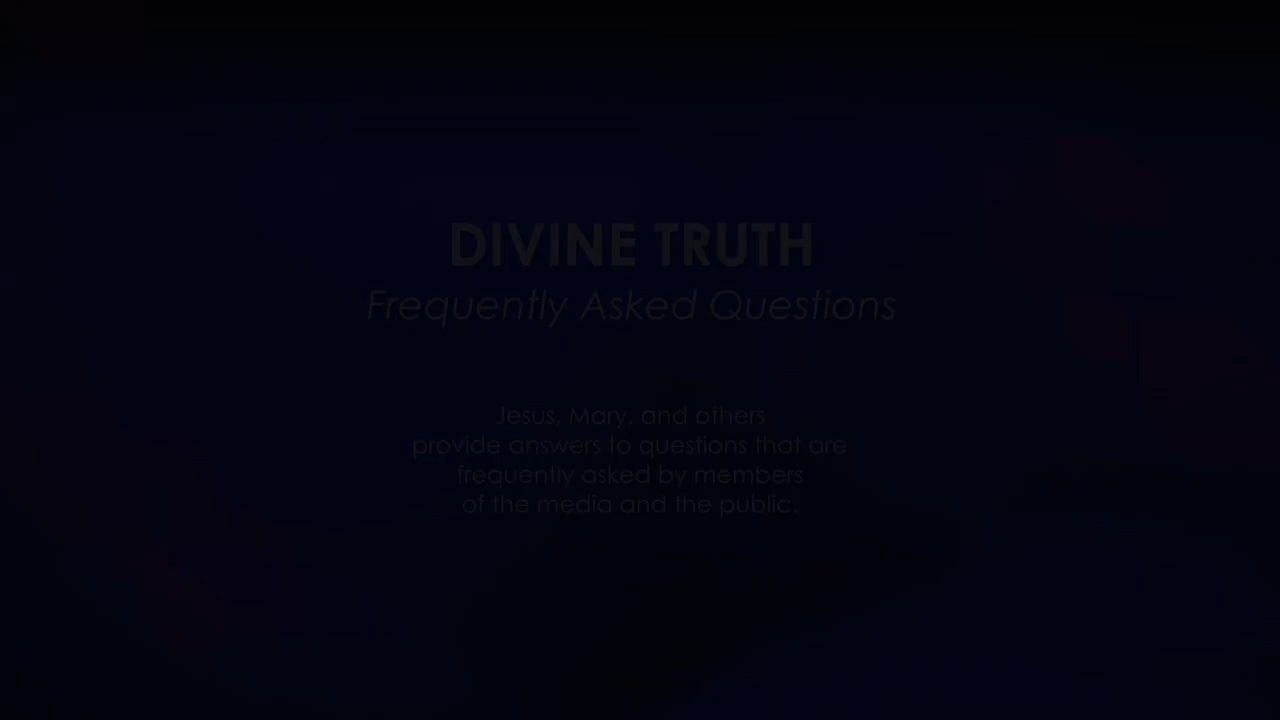 DIVINE TRUTH
Frequently Asked Questions
Jesus, Mary, and others
provide answers to questions that are
frequently asked by members
of the media and the public.